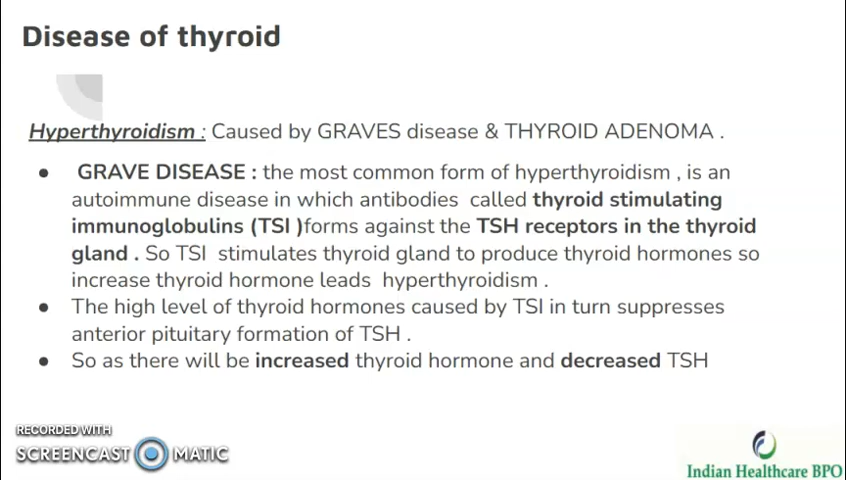 Disease of thyroid
Hyperthyroidism : Caused by GRAVES disease & THYROID ADENOMA .
● GRAVE DISEASE : the most common form of hyperthyroidism , is an
autoimmune disease in which antibodies called thyroid stimulating
immunoglobulins (TSI )forms against the TSH receptors in the thyroid
gland . So TSI stimulates thyroid gland to produce thyroid hormones so
increase thyroid hormone leads hyperthyroidism .
● The high level of thyroid hormones caused by TSI in turn suppresses
anterior pituitary formation of TSH .
● So as there will be increased thyroid hormone and decreased TSH
RECORDED WITH
SCREENCAST MATIC
Indian Healthcare BPO